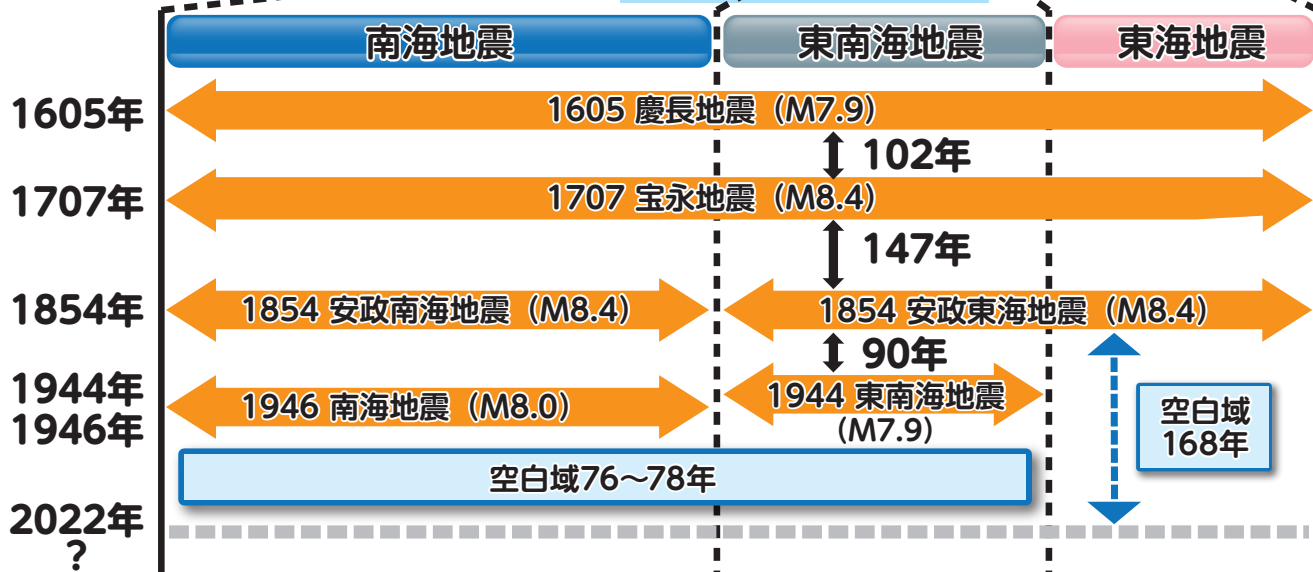 南海地震
東南海地震
東海地震
1605年
1605 慶長地震（M7.9）
102年
1707年
1707 宝永地震（M8.4）
147年
1854年
1854 安政南海地震（M8.4）
1854 安政東海地震（M8.4）
90年
1944年
1946年
1946 南海地震（M8.0）
1944 東南海地震
（M7.9）
空白域
168年
空白域76～78年
2022年
？